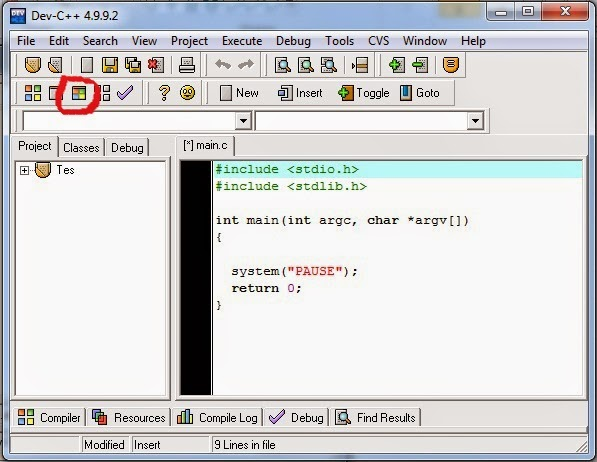 Dev-C++ 4.9.9.2
File Edit Search View Project Execute Debug Tools CVS Window Help
New Insert Toggle Goto
Project Classes Debug
[*] main.c
Tes
#include <stdio.h>
#include <stdlib.h>
int main(int argc, char *argv[])
{
system("PAUSE");
return 0;
}
Compiler Resources Compile Log Debug Find Results
Modified Insert 9 Lines in file